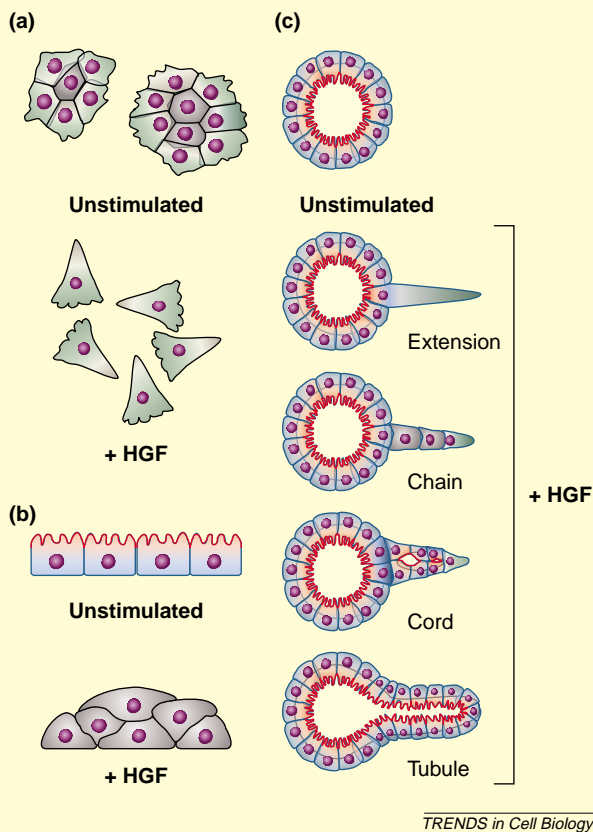 (a)
Unstimulated
+ HGF
(b)
Unstimulated
+ HGF
(c)
Unstimulated
Extension
Chain
Cord
Tubule
+ HGF
TRENDS in Cell Biology